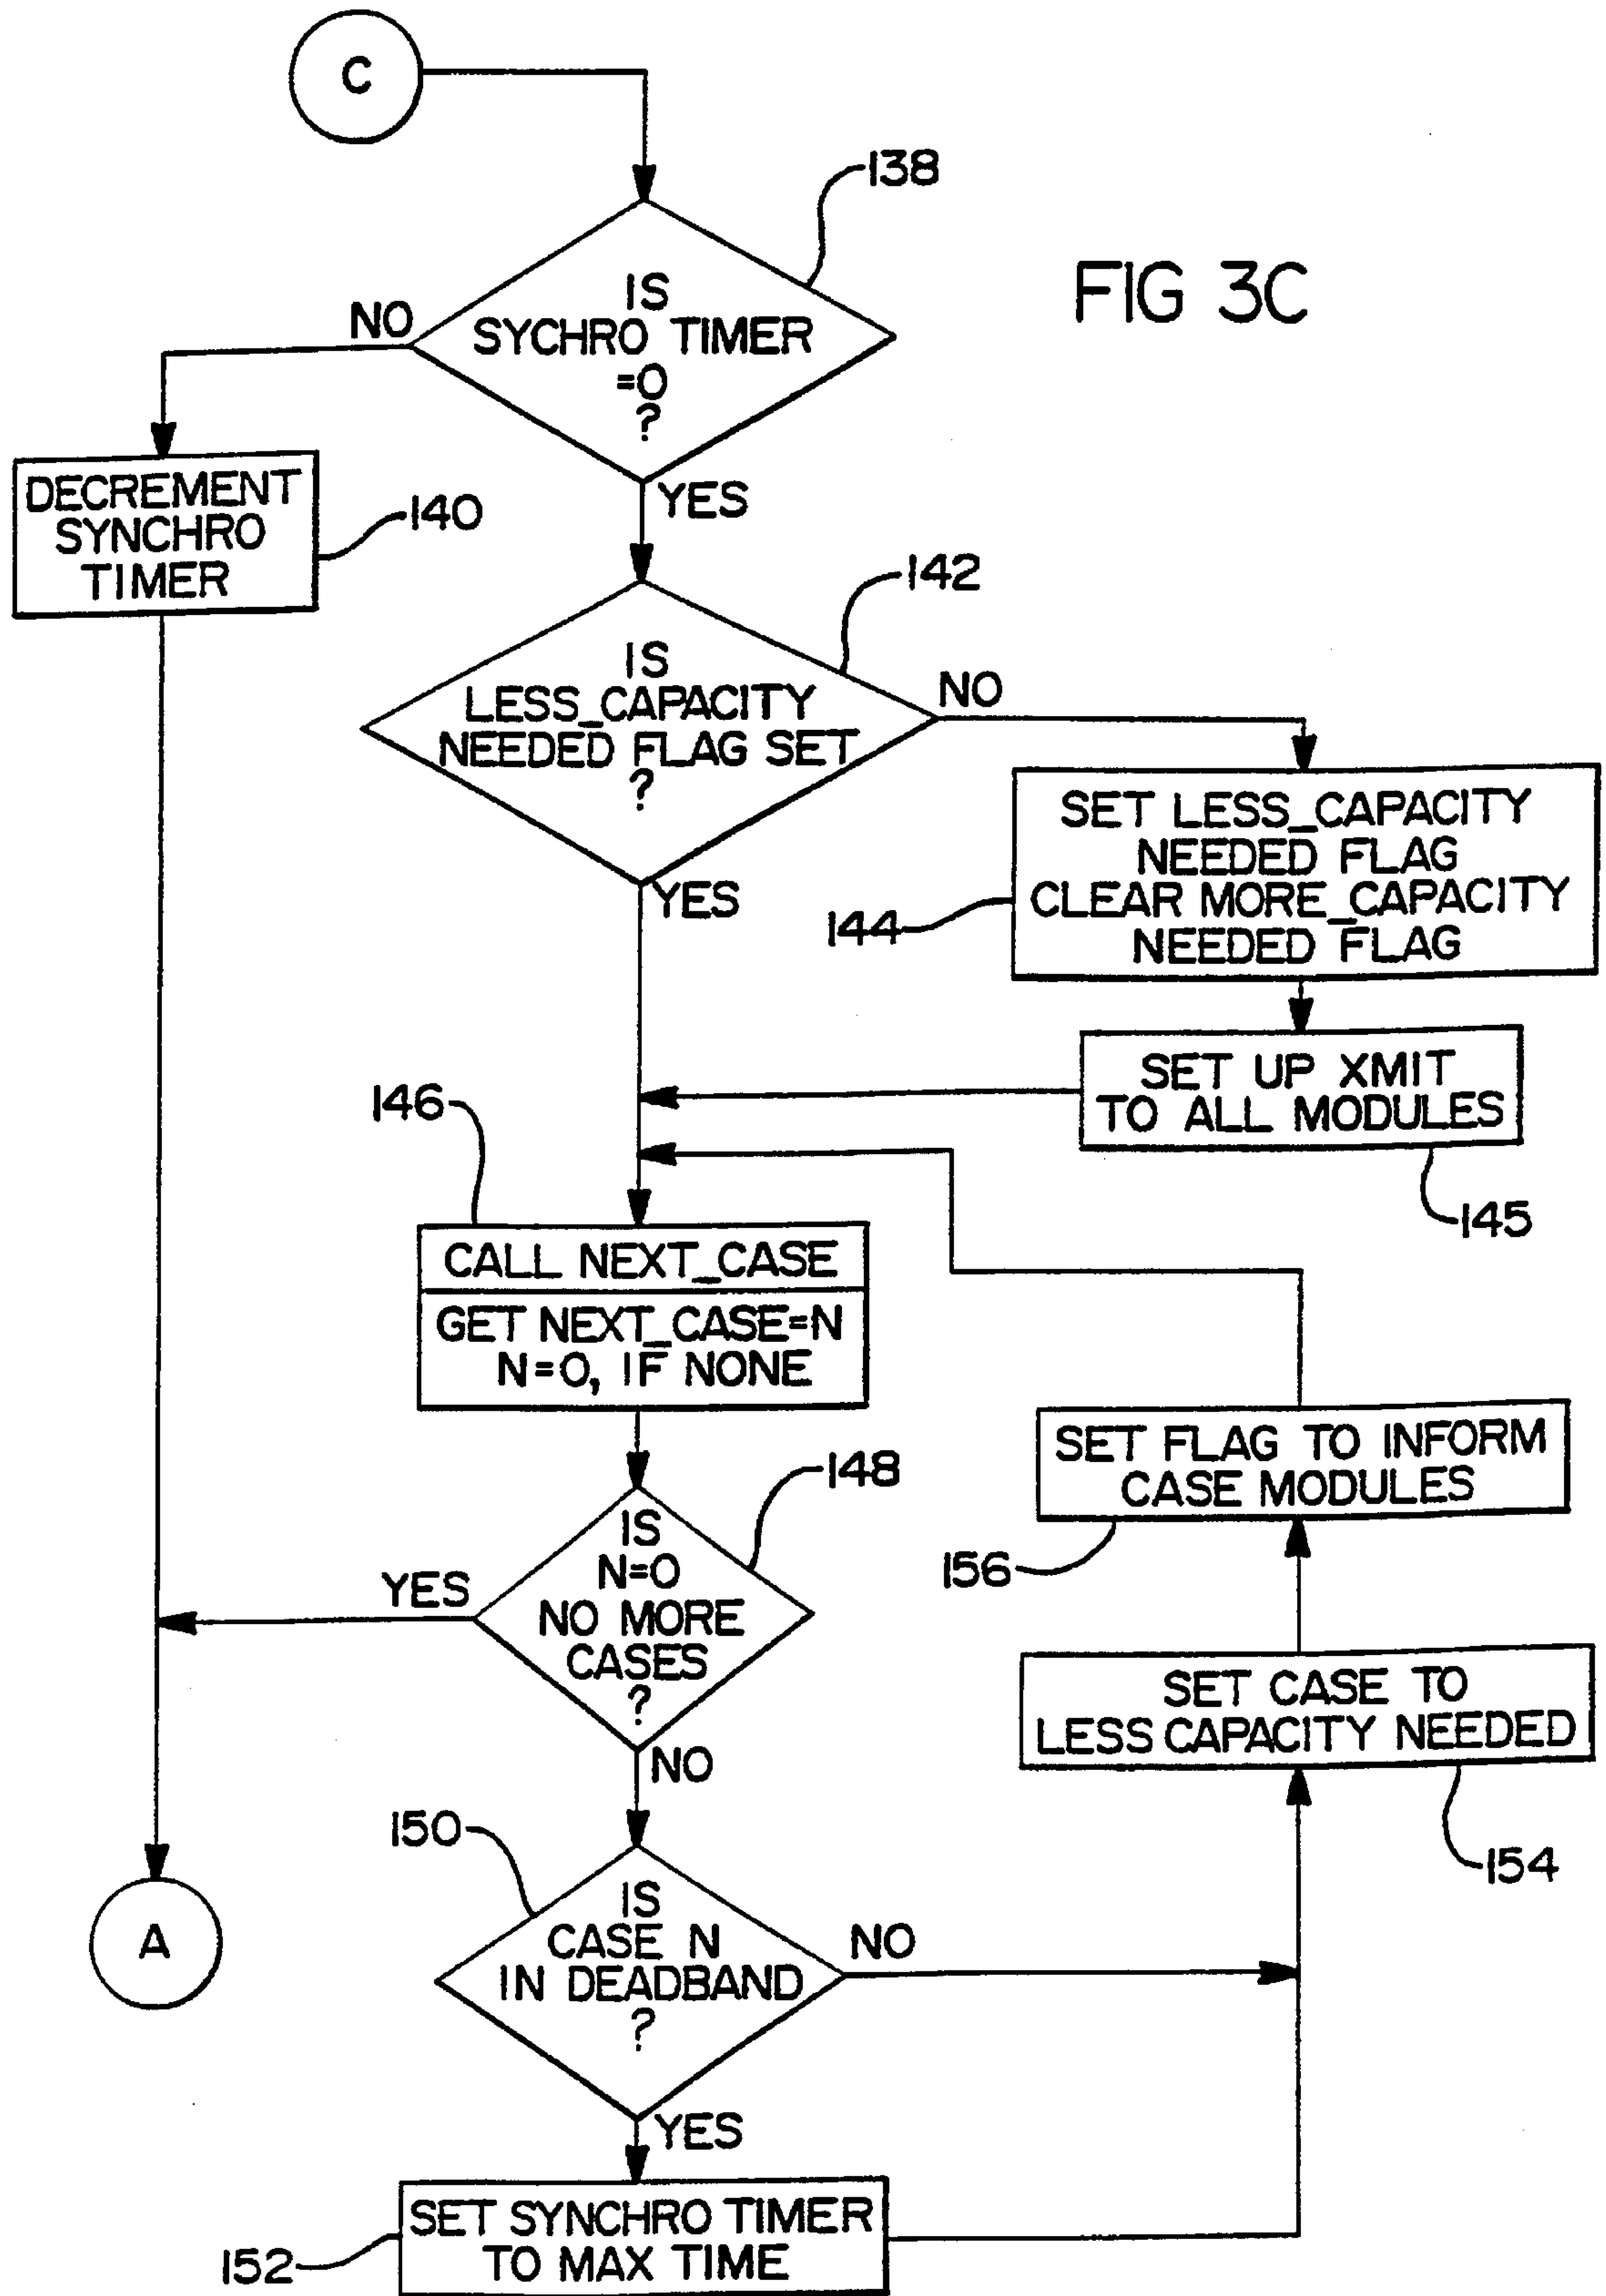 C
138
FIG 3C
IS
SYCHRO TIMER
=0
?
NO
YES
DECREMENT
SYNCHRO
TIMER
140
142
IS
LESS_CAPACITY
NEEDED FLAG SET
?
NO
YES
SET LESS_CAPACITY
NEEDED FLAG
CLEAR MORE_CAPACITY
NEEDED FLAG
144
SET UP XMIT
TO ALL MODULES
145
146
CALL NEXT_CASE
GET NEXT_CASE=N
N=0, IF NONE
SET FLAG TO INFORM
CASE MODULES
156
148
IS
N=0
NO MORE
CASES
?
YES
NO
SET CASE TO
LESS CAPACITY NEEDED
154
150
IS
CASE N
IN DEADBAND
?
NO
YES
A
SET SYNCHRO TIMER
TO MAX TIME
152